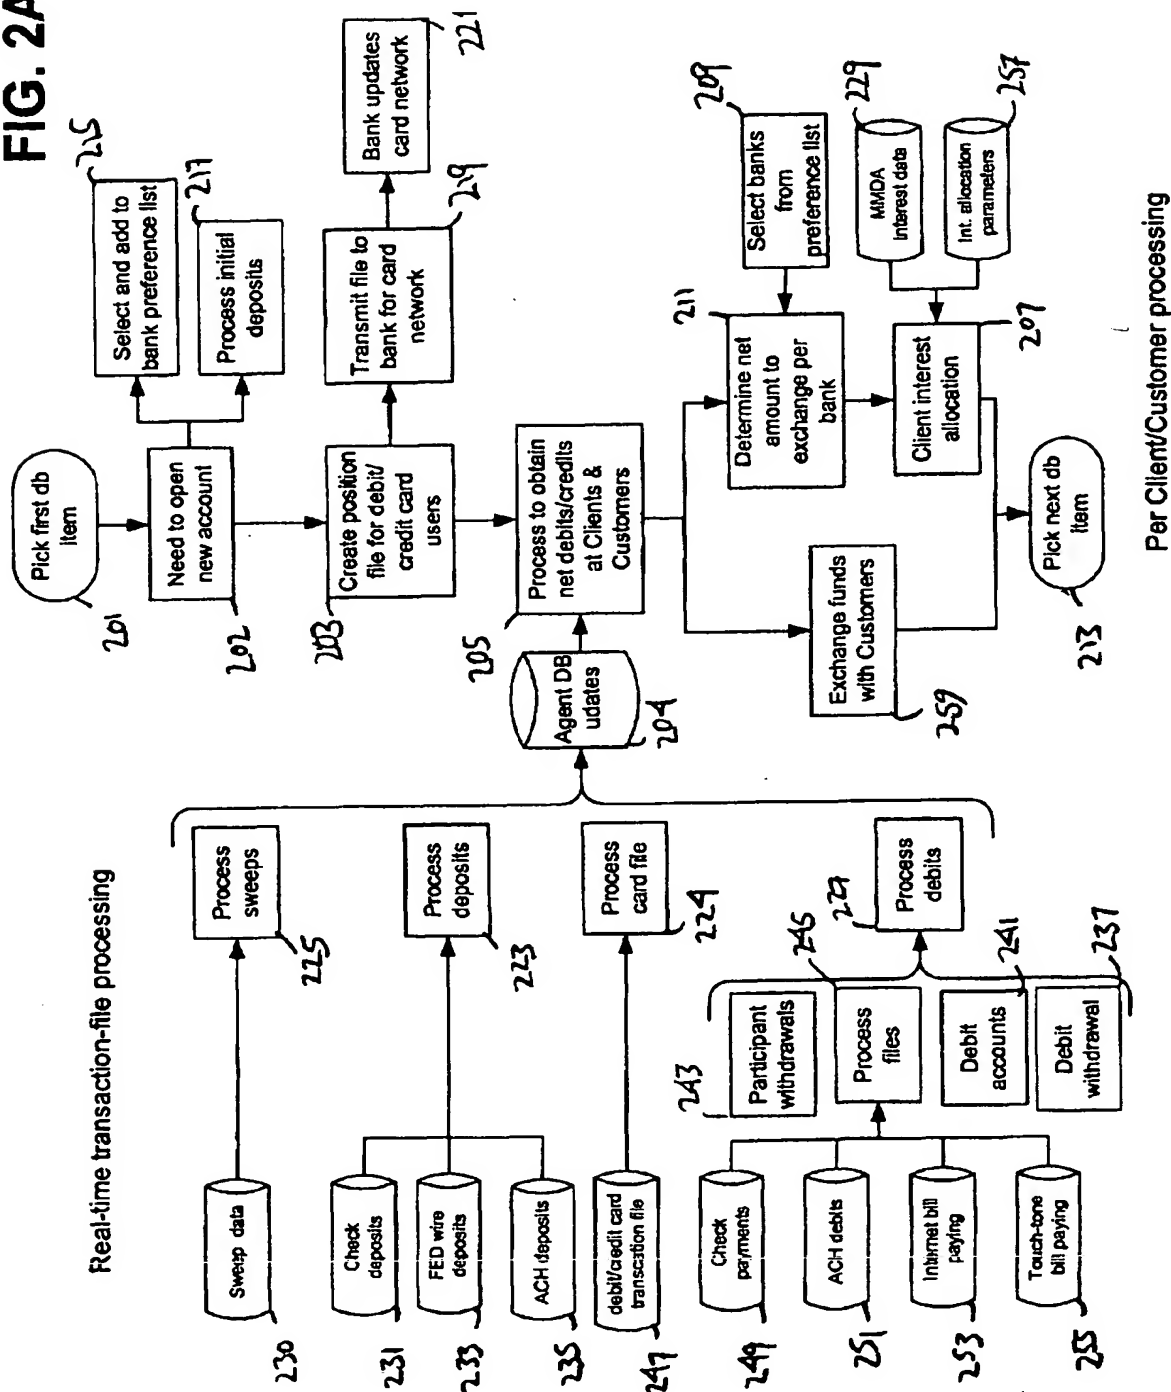 FIG. 2A
Real-time transaction-file processing
Sweep data
230
Process
sweeps
225
Check
deposits
231
FED wire
deposits
233
ACH deposits
235
Process
deposits
223
debit/credit card
transcation file
247
Process
card file
224
Check
payments
249
ACH debits
251
Internet bill
paying
253
Touch-tone
bill paying
255
243
Participant
withdrawals
245
Process
files
Debit
accounts
241
Debit
withdrawal
237
227
Process
debits
Agent DB
udates
204
Pick first db
item
201
Need to open
new account
202
Select and add to
bank preference list
215
Process initial
deposits
217
Create position
file for debit/
credit card
users
203
Transmit file to
bank for card
network
219
Bank updates
card network
221
Process to obtain
net debits/credits
at Clients &
Customers
205
Exchange funds
with Customers
259
Determine net
amount to
exchange per
bank
211
Select banks
from
preference list
209
MMDA
Interest data
229
Int. allocation
parameters
257
Client interest
allocation
207
Pick next db
item
213
Per Client/Customer processing